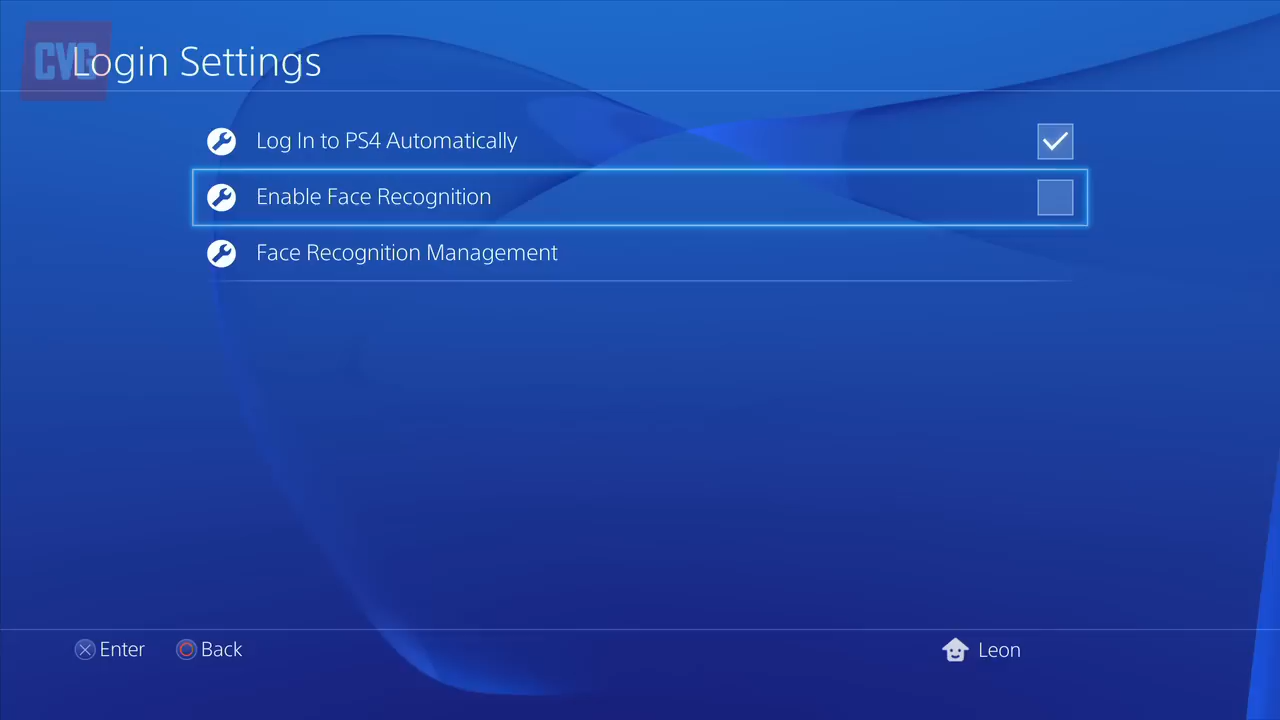 CVG
Login Settings
Log In to PS4 Automatically
Enable Face Recognition
Face Recognition Management
Enter
Back
Leon